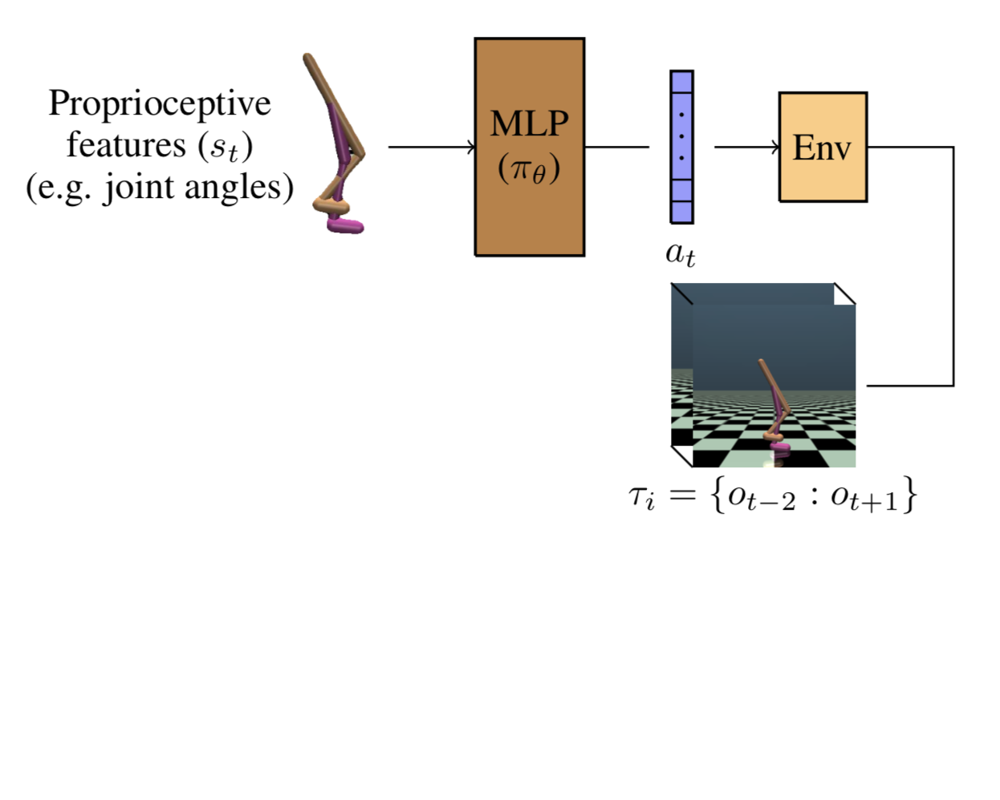 Proprioceptive
features (s_t)
(e.g. joint angles)
MLP
(π_θ)
a_t
Env
τ_i = {o_{t−2} : o_{t+1}}